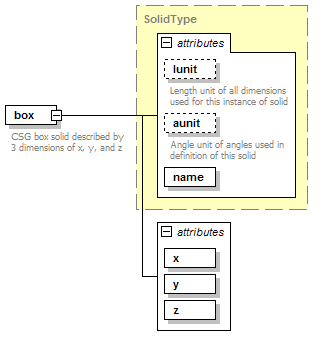 SolidType
attributes
lunit
Length unit of all dimensions
used for this instance of solid
aunit
Angle unit of angles used in
definition of this solid
name
box
CSG box solid described by
3 dimensions of x, y, and z
attributes
x
y
z